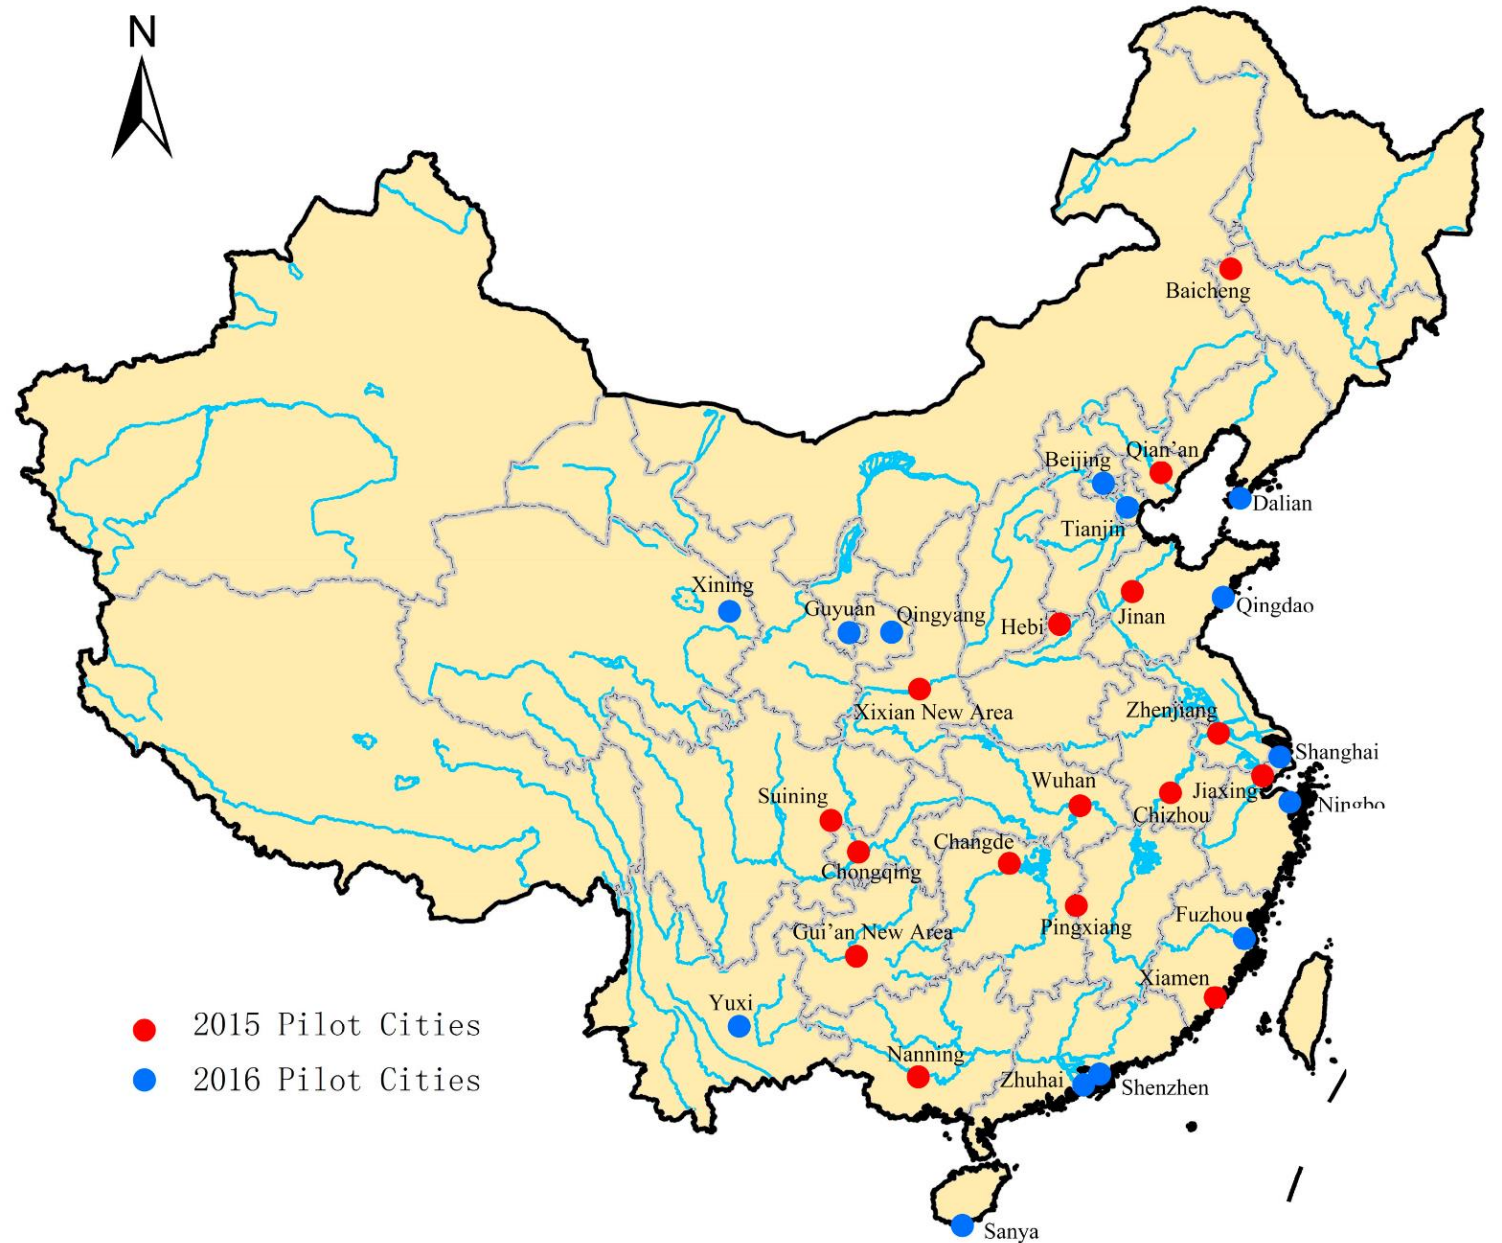 N
Baicheng
Qian’an
Beijing
Dalian
Tianjin
Xining
Guyuan
Qingyang
Qingdao
Jinan
Hebi
Xixian New Area
Zhenjiang
Shanghai
Wuhan
Jiaxing
Suining
Ningbo
Chizhou
Changde
Chongqing
Fuzhou
Pingxiang
Gui’an New Area
Xiamen
Yuxi
2015 Pilot Cities
Nanning
2016 Pilot Cities
Zhuhai
Shenzhen
Sanya